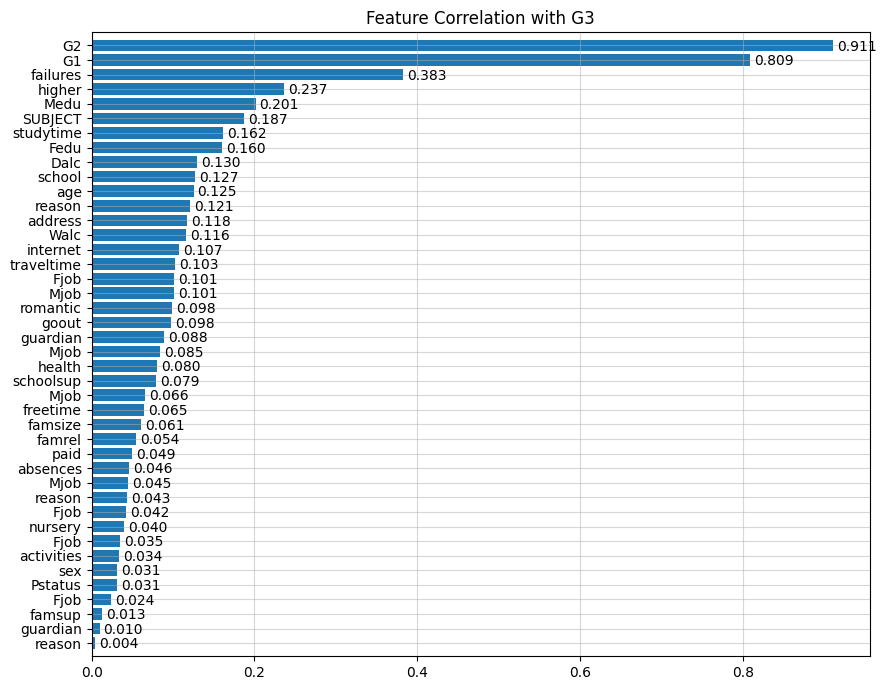 Feature Correlation with G3
G2 0.911
G1 0.809
failures 0.383
higher 0.237
Medu 0.201
SUBJECT 0.187
studytime 0.162
Fedu 0.160
Dalc 0.130
school 0.127
age 0.125
reason 0.121
address 0.118
Walc 0.116
internet 0.107
traveltime 0.103
Fjob 0.101
Mjob 0.101
romantic 0.098
goout 0.098
guardian 0.088
Mjob 0.085
health 0.080
schoolsup 0.079
Mjob 0.066
freetime 0.065
famsize 0.061
famrel 0.054
paid 0.049
absences 0.046
Mjob 0.045
reason 0.043
Fjob 0.042
nursery 0.040
Fjob 0.035
activities 0.034
sex 0.031
Pstatus 0.031
Fjob 0.024
famsup 0.013
guardian 0.010
reason 0.004
0.0 0.2 0.4 0.6 0.8